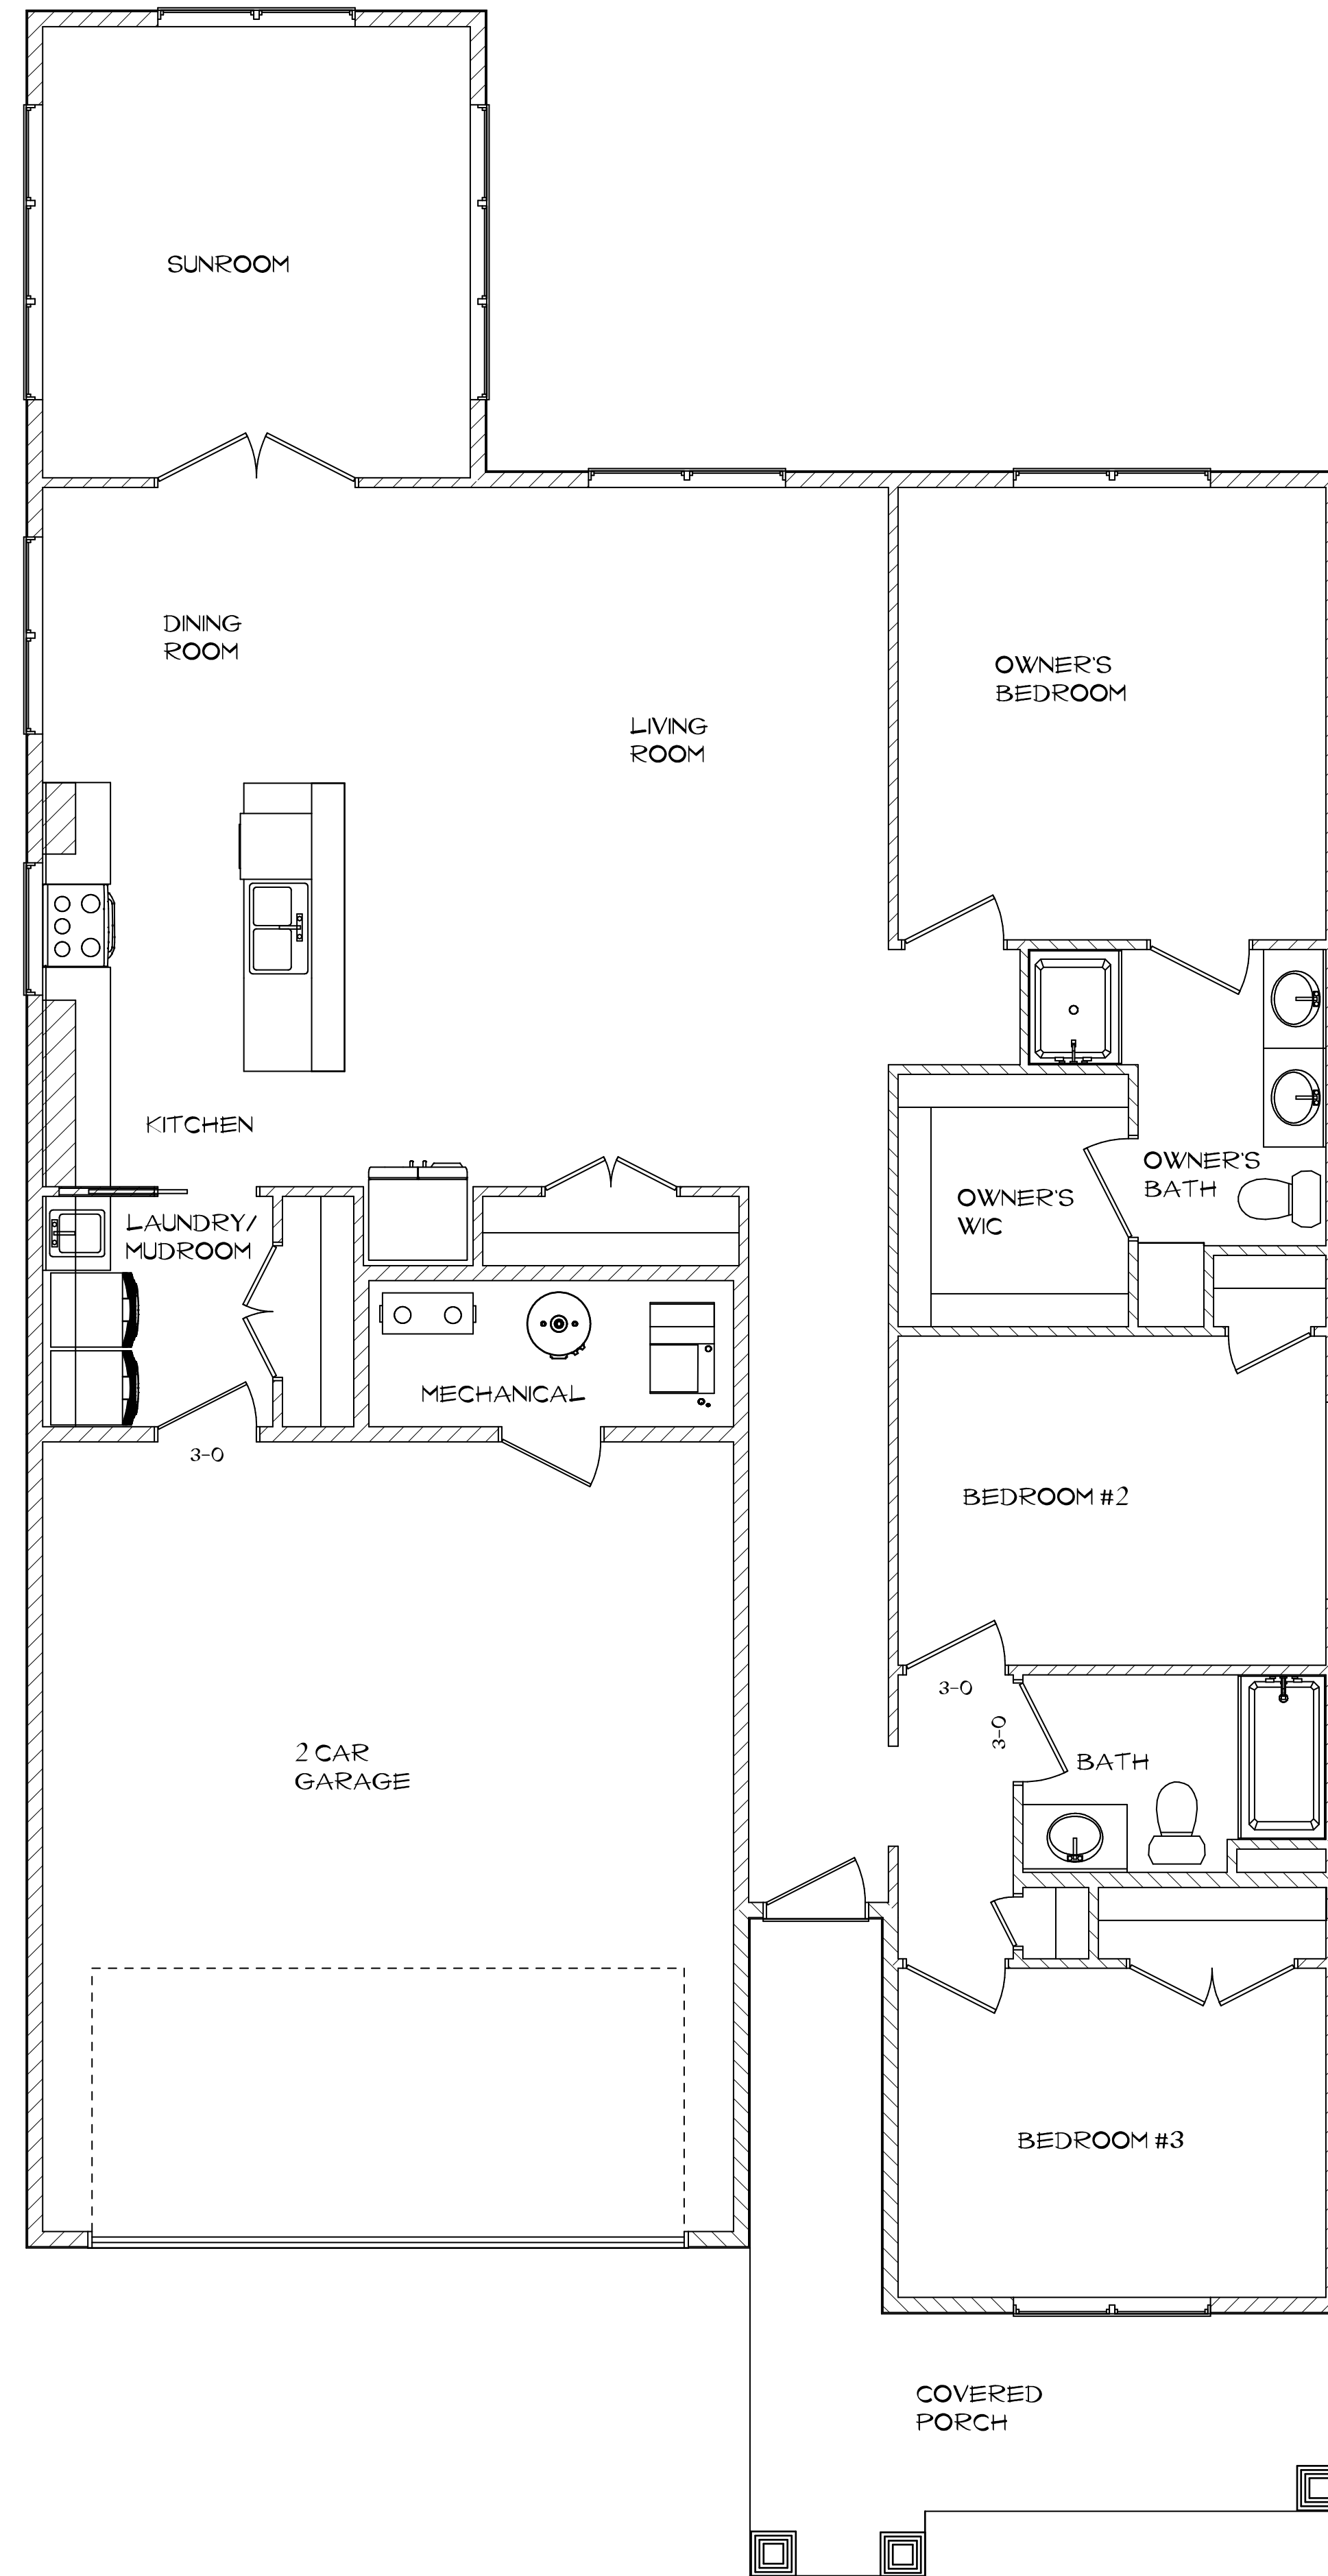 SUNROOM
DINING
ROOM
OWNER'S
BEDROOM
LIVING
ROOM
KITCHEN
OWNER'S
BATH
OWNER'S
WIC
LAUNDRY/
MUDROOM
MECHANICAL
3-0
BEDROOM #2
3-0
3-0
BATH
2 CAR
GARAGE
BEDROOM #3
COVERED
PORCH